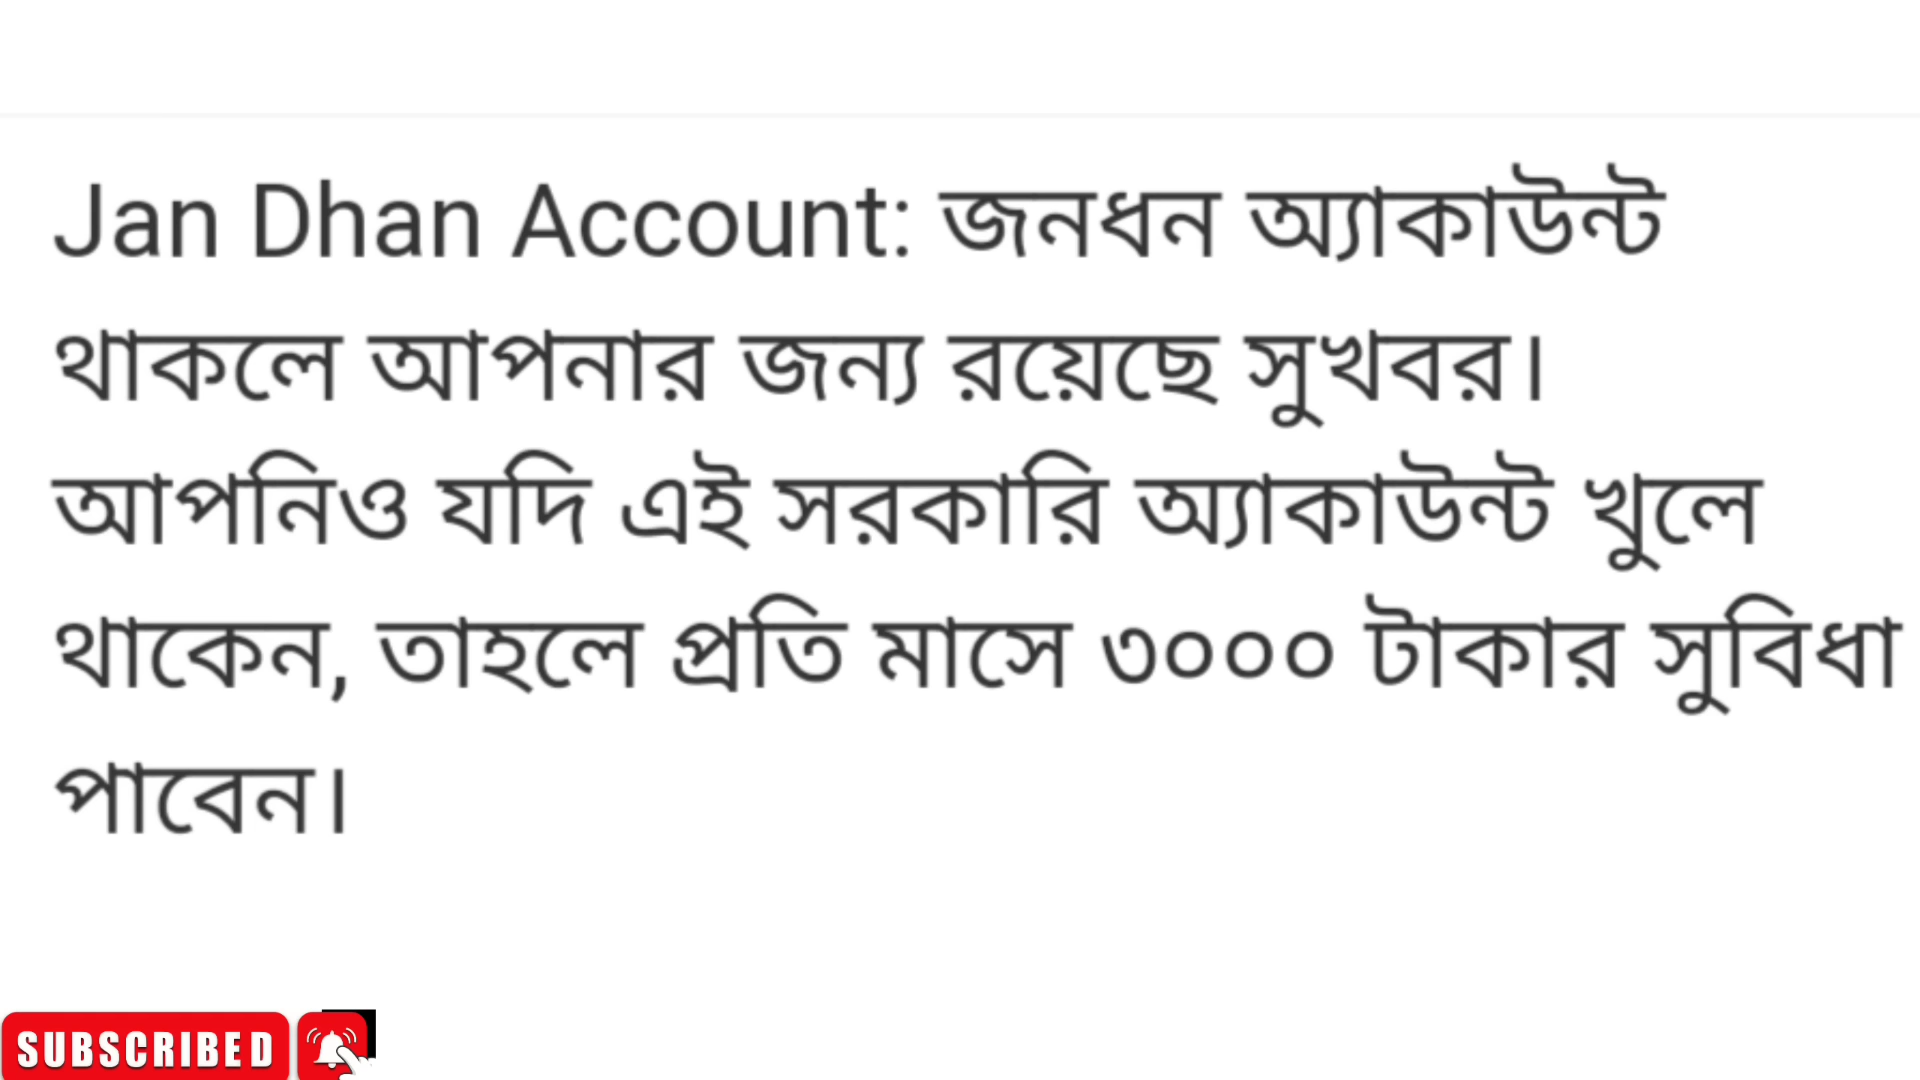 Jan Dhan Account: জনধন অ্যাকাউন্ট
থাকলে আপনার জন্য রয়েছে সুখবর।
আপনিও যদি এই সরকারি অ্যাকাউন্ট খুলে
থাকেন, তাহলে প্রতি মাসে ৩০০০ টাকার সুবিধা
পাবেন।
SUBSCRIBED